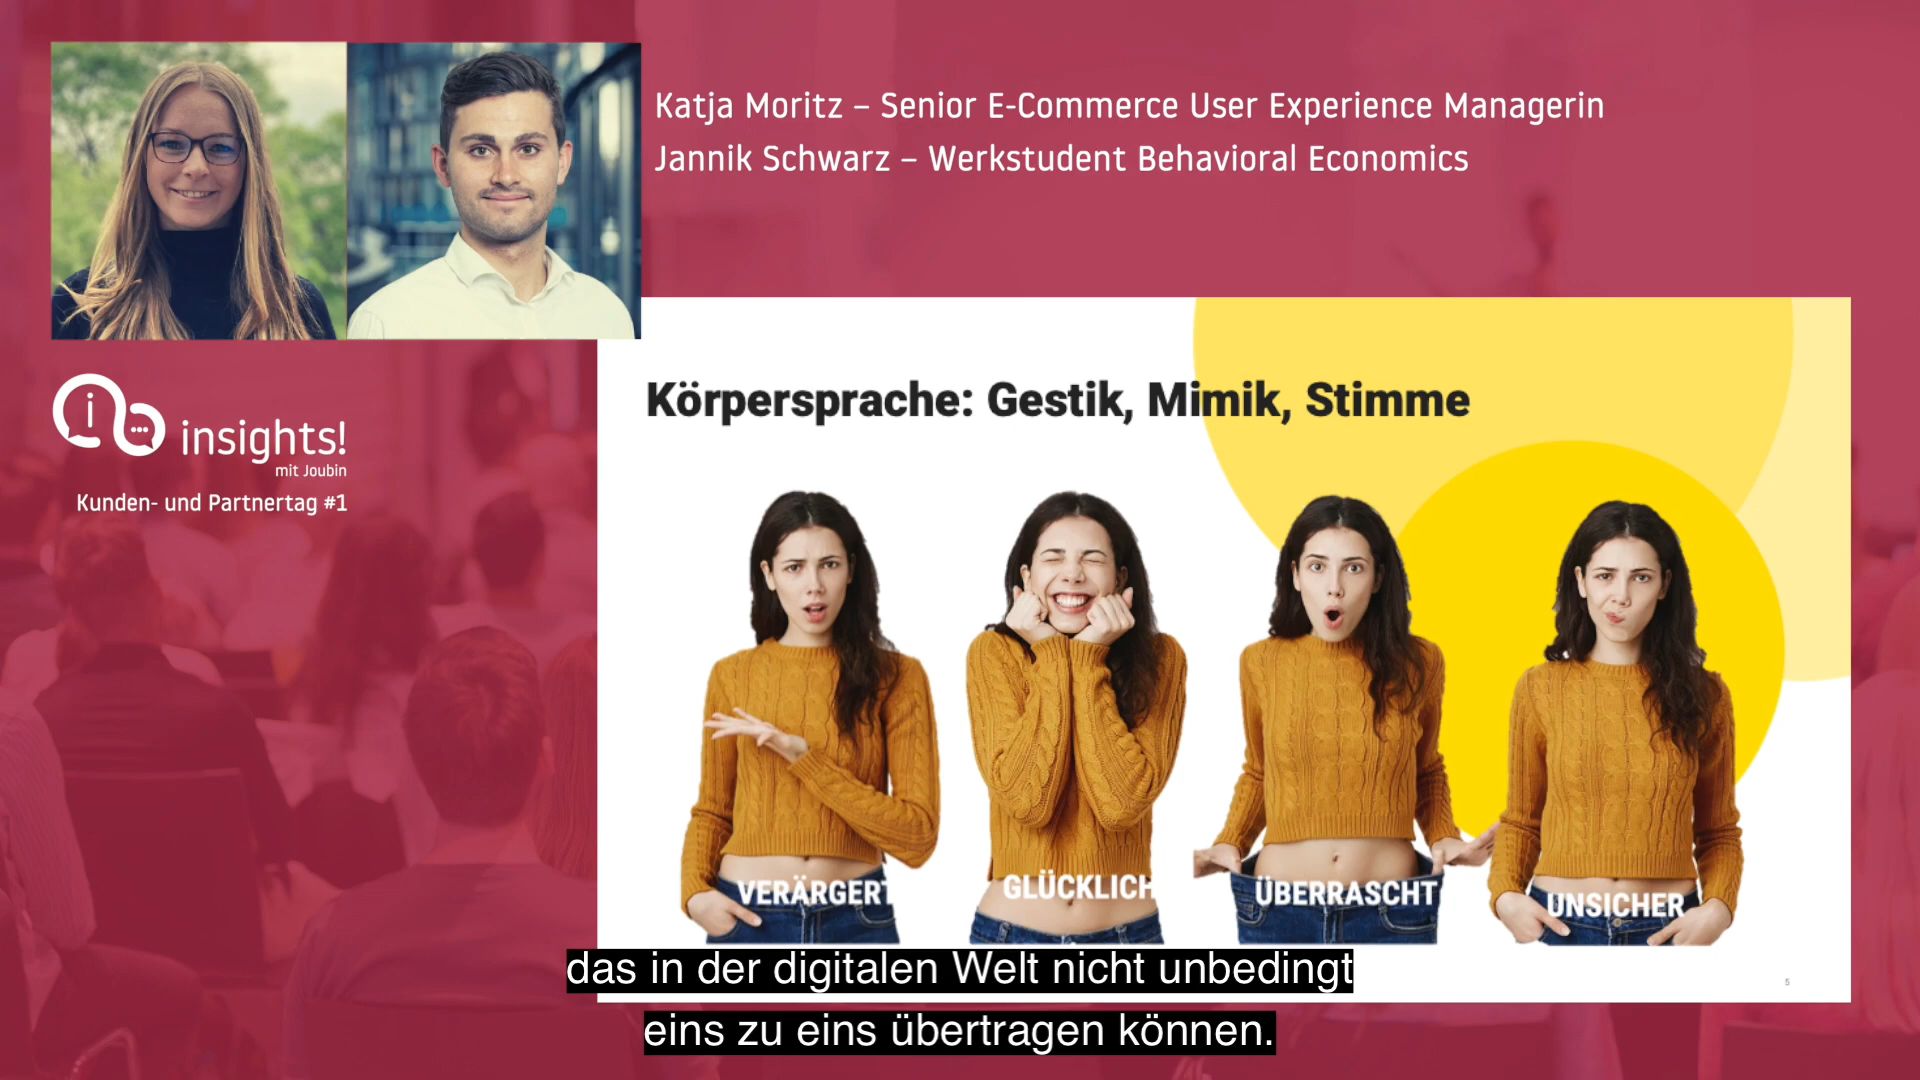 Katja Moritz – Senior E-Commerce User Experience Managerin
Jannik Schwarz – Werkstudent Behavioral Economics
insights!
mit Joubin
Kunden- und Partnertag #1
Körpersprache: Gestik, Mimik, Stimme
VERÄRGERT
GLÜCKLICH
ÜBERRASCHT
UNSICHER
5
das in der digitalen Welt nicht unbedingt
eins zu eins übertragen können.